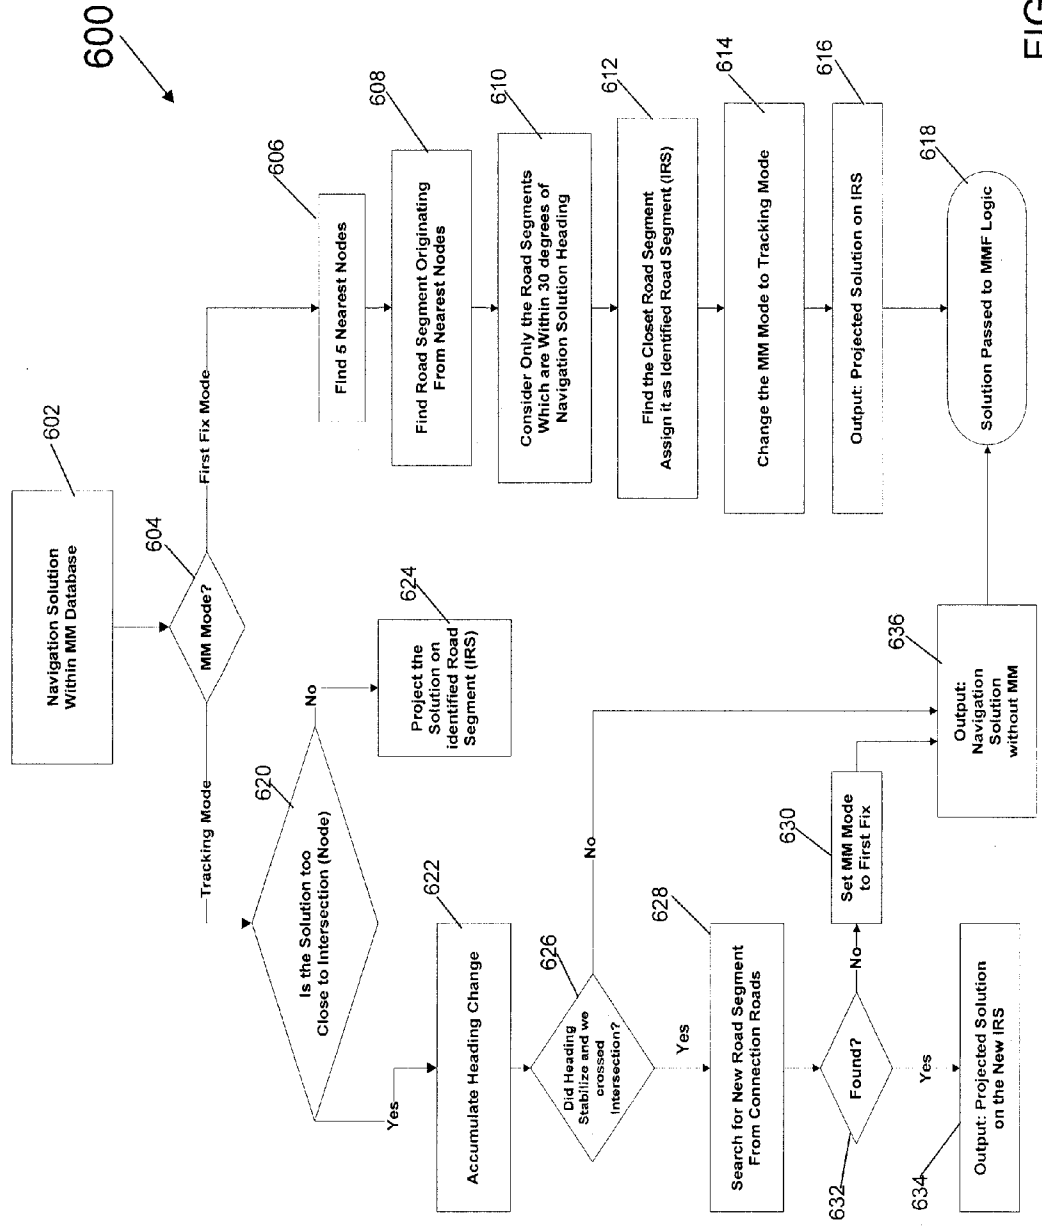 600
602
Navigation Solution
Within MM Database
604
MM Mode?
First Fix Mode
Tracking Mode
606
Find 5 Nearest Nodes
608
Find Road Segment Originating
From Nearest Nodes
610
Consider Only the Road Segments
Which are Within 30 degrees of
Navigation Solution Heading
612
Find the Closet Road Segment
Assign it as Identified Road Segment (IRS)
614
Change the MM Mode to Tracking Mode
616
Output: Projected Solution on IRS
618
Solution Passed to MMF Logic
620
Is the Solution too
Close to Intersection (Node)
No
624
Project the
Solution on
identified Road
Segment (IRS)
Yes
622
Accumulate Heading Change
626
Did Heading
Stabilize and we
crossed
Intersection?
No
Yes
628
Search for New Road Segment
From Connection Roads
632
Found?
No
630
Set MM Mode
to First Fix
Yes
634
Output: Projected Solution
on the New IRS
636
Output:
Navigation
Solution
without MM
FIG